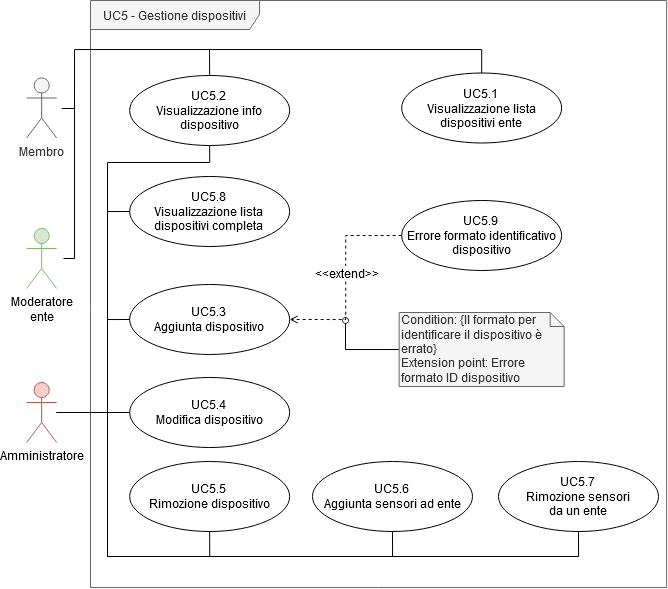 UC5 - Gestione dispositivi
UC5.2
Visualizzazione info
dispositivo
UC5.1
Visualizzazione lista
dispositivi ente
Membro
UC5.8
Visualizzazione lista
dispositivi completa
UC5.9
Errore formato identificativo
dispositivo
<<extend>>
Moderatore
ente
UC5.3
Aggiunta dispositivo
Condition: {Il formato per
identificare il dispositivo è
errato}
Extension point: Errore
formato ID dispositivo
UC5.4
Modifica dispositivo
Amministratore
UC5.5
Rimozione dispositivo
UC5.6
Aggiunta sensori ad ente
UC5.7
Rimozione sensori
da un ente